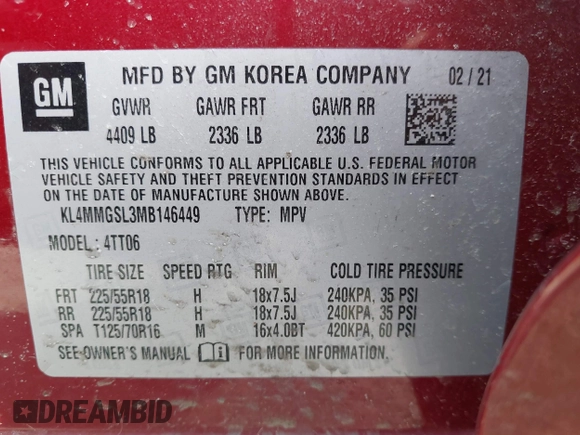 GM MFD BY GM KOREA COMPANY 02/21
GVWR GAWR FRT GAWR RR
4409 LB 2336 LB 2336 LB
THIS VEHICLE CONFORMS TO ALL APPLICABLE U.S. FEDERAL MOTOR
VEHICLE SAFETY AND THEFT PREVENTION STANDARDS IN EFFECT
ON THE DATE OF MANUFACTURE SHOWN ABOVE.
KL4MMGSL3MB146449 TYPE: MPV
MODEL: 4TT06
TIRE SIZE SPEED RTG RIM COLD TIRE PRESSURE
FRT 225/55R18 H 18x7.5J 240KPA, 35 PSI
RR 225/55R18 H 18x7.5J 240KPA, 35 PSI
SPA T125/70R16 M 16x4.0BT 420KPA, 60 PSI
SEE OWNER'S MANUAL FOR MORE INFORMATION.
DREAMBID